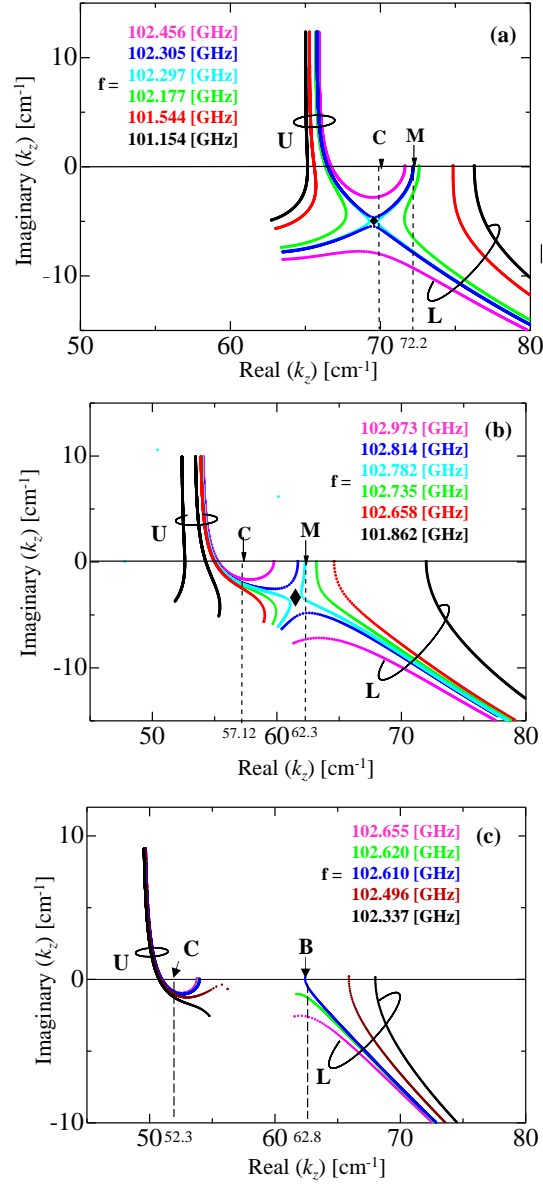 (a)
102.456 [GHz]
102.305 [GHz]
f = 102.297 [GHz]
102.177 [GHz]
101.544 [GHz]
101.154 [GHz]
10
0
-10
U
C
M
L
50
60
70
72.2
80
Imaginary (kz) [cm-1]
Real (kz) [cm-1]
(b)
102.973 [GHz]
102.814 [GHz]
f = 102.782 [GHz]
102.735 [GHz]
102.658 [GHz]
101.862 [GHz]
10
0
-10
U
C
M
L
50
57.12
60
62.3
70
80
Imaginary (kz) [cm-1]
Real (kz) [cm-1]
(c)
102.655 [GHz]
102.620 [GHz]
f = 102.610 [GHz]
102.496 [GHz]
102.337 [GHz]
10
0
-10
U
C
B
L
50
52.3
60
62.8
70
80
Imaginary (kz) [cm-1]
Real (kz) [cm-1]